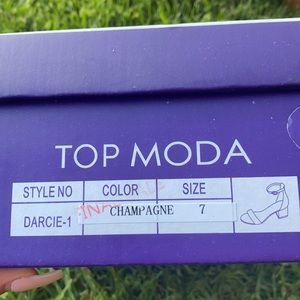 TOP MODA
STYLE NO COLOR SIZE
DARCIE-1 CHAMPAGNE 7